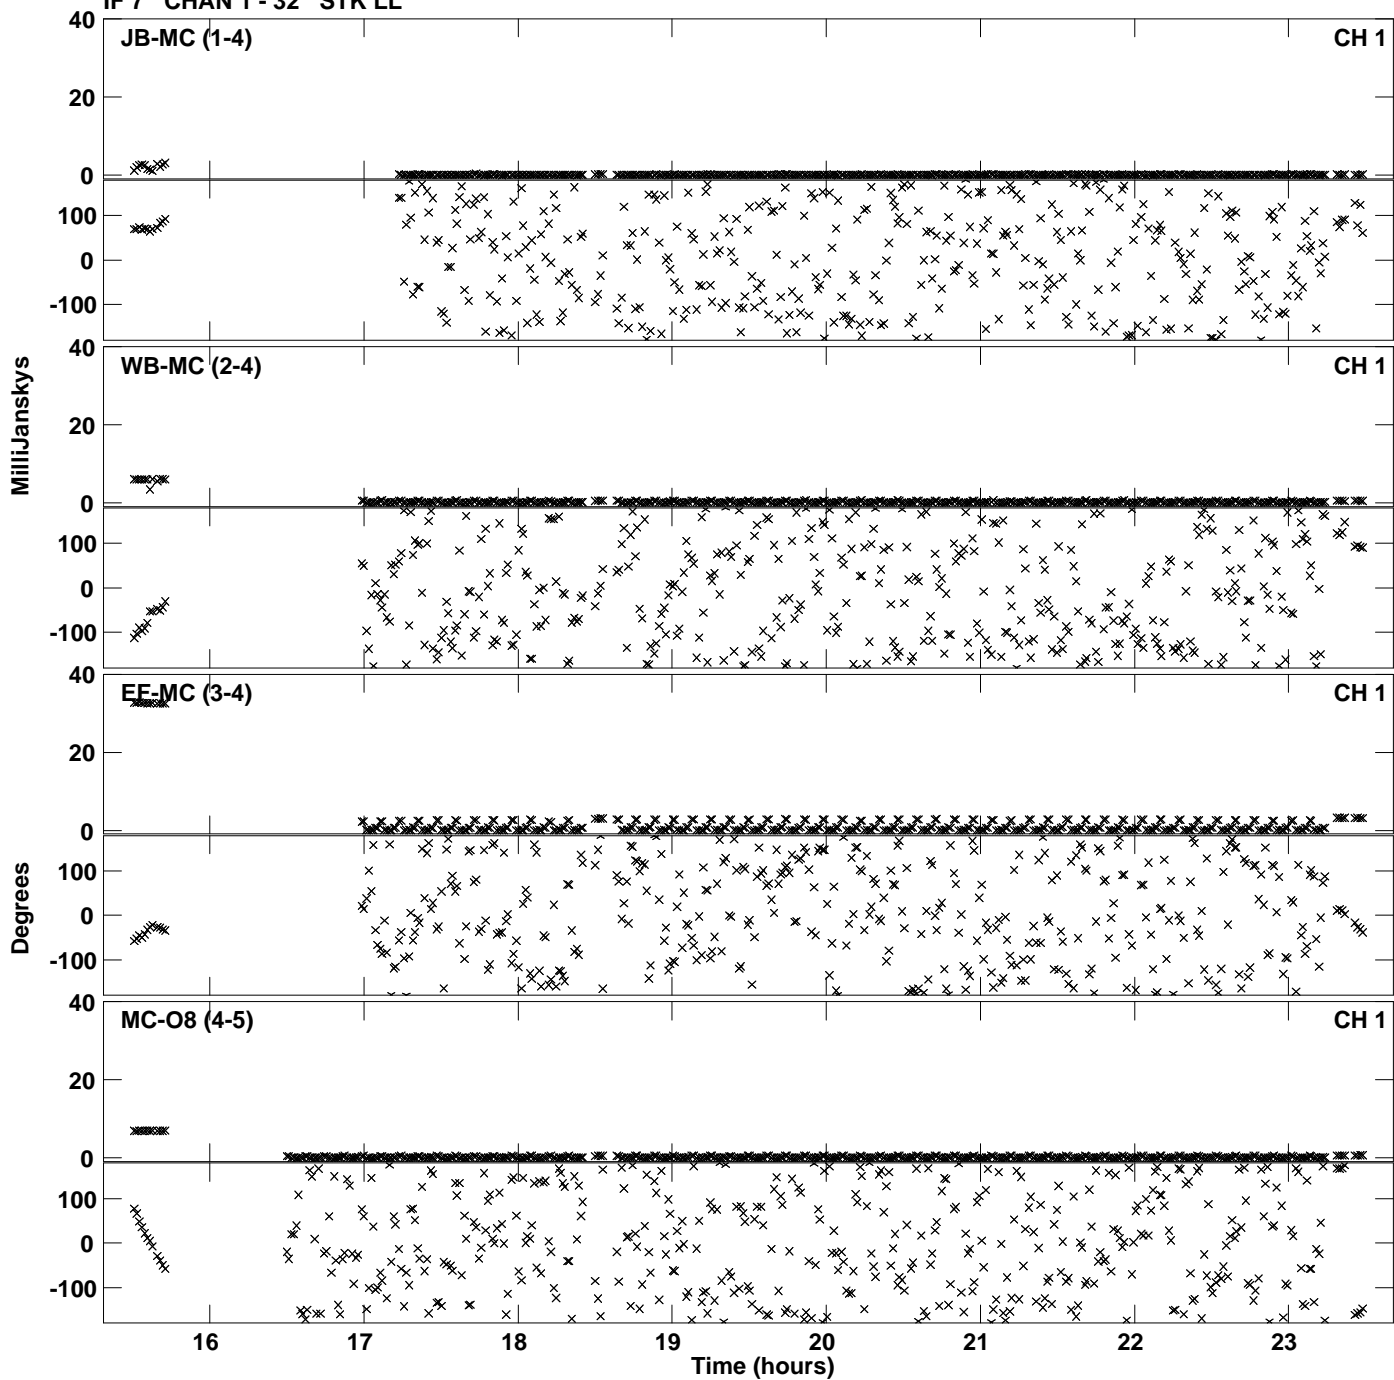 IF 7 CHAN 1 - 32 STK LL
40
JB-MC (1-4)
CH 1
20
0
100
0
-100
40
WB-MC (2-4)
CH 1
20
0
100
0
-100
MilliJanskys
40
EF-MC (3-4)
CH 1
20
0
100
0
-100
Degrees
40
MC-O8 (4-5)
CH 1
20
0
100
0
-100
16 17 18 19 20 21 22 23
Time (hours)